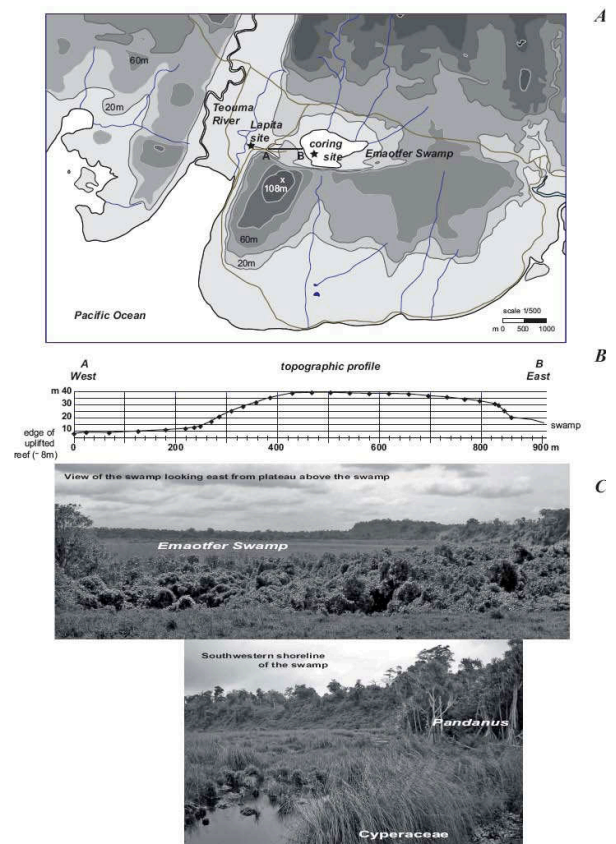 A
60m
20m
Teouma
River
Lapita
site
A
B
coring
site
Emaotfer Swamp
x
108m
60m
20m
Pacific Ocean
scale 1/500
m 0 500 1000
B
A
West
topographic profile
B
East
m 40
30
20
10
edge of
uplifted
reef (~ 8m)
swamp
0 200 400 600 800 900 m
C
View of the swamp looking east from plateau above the swamp
Emaotfer Swamp
Southwestern shoreline
of the swamp
Pandanus
Cyperaceae